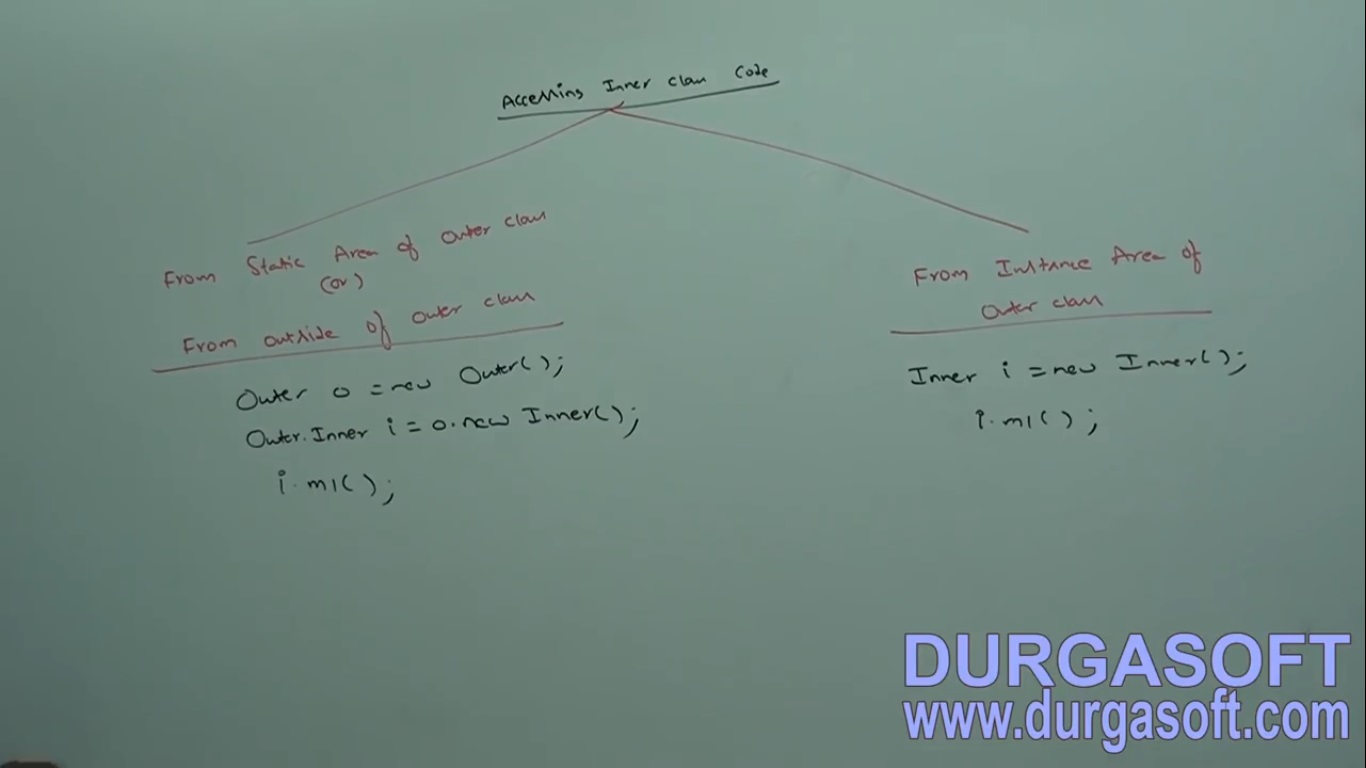 Accessing Inner class Code
From Static Area of Outer class
(or)
From outside of Outer class
Outer o = new Outer();
Outer.Inner i = o.new Inner();
i.m1();
From Instance Area of
Outer class
Inner i = new Inner();
i.m1();
DURGASOFT
www.durgasoft.com